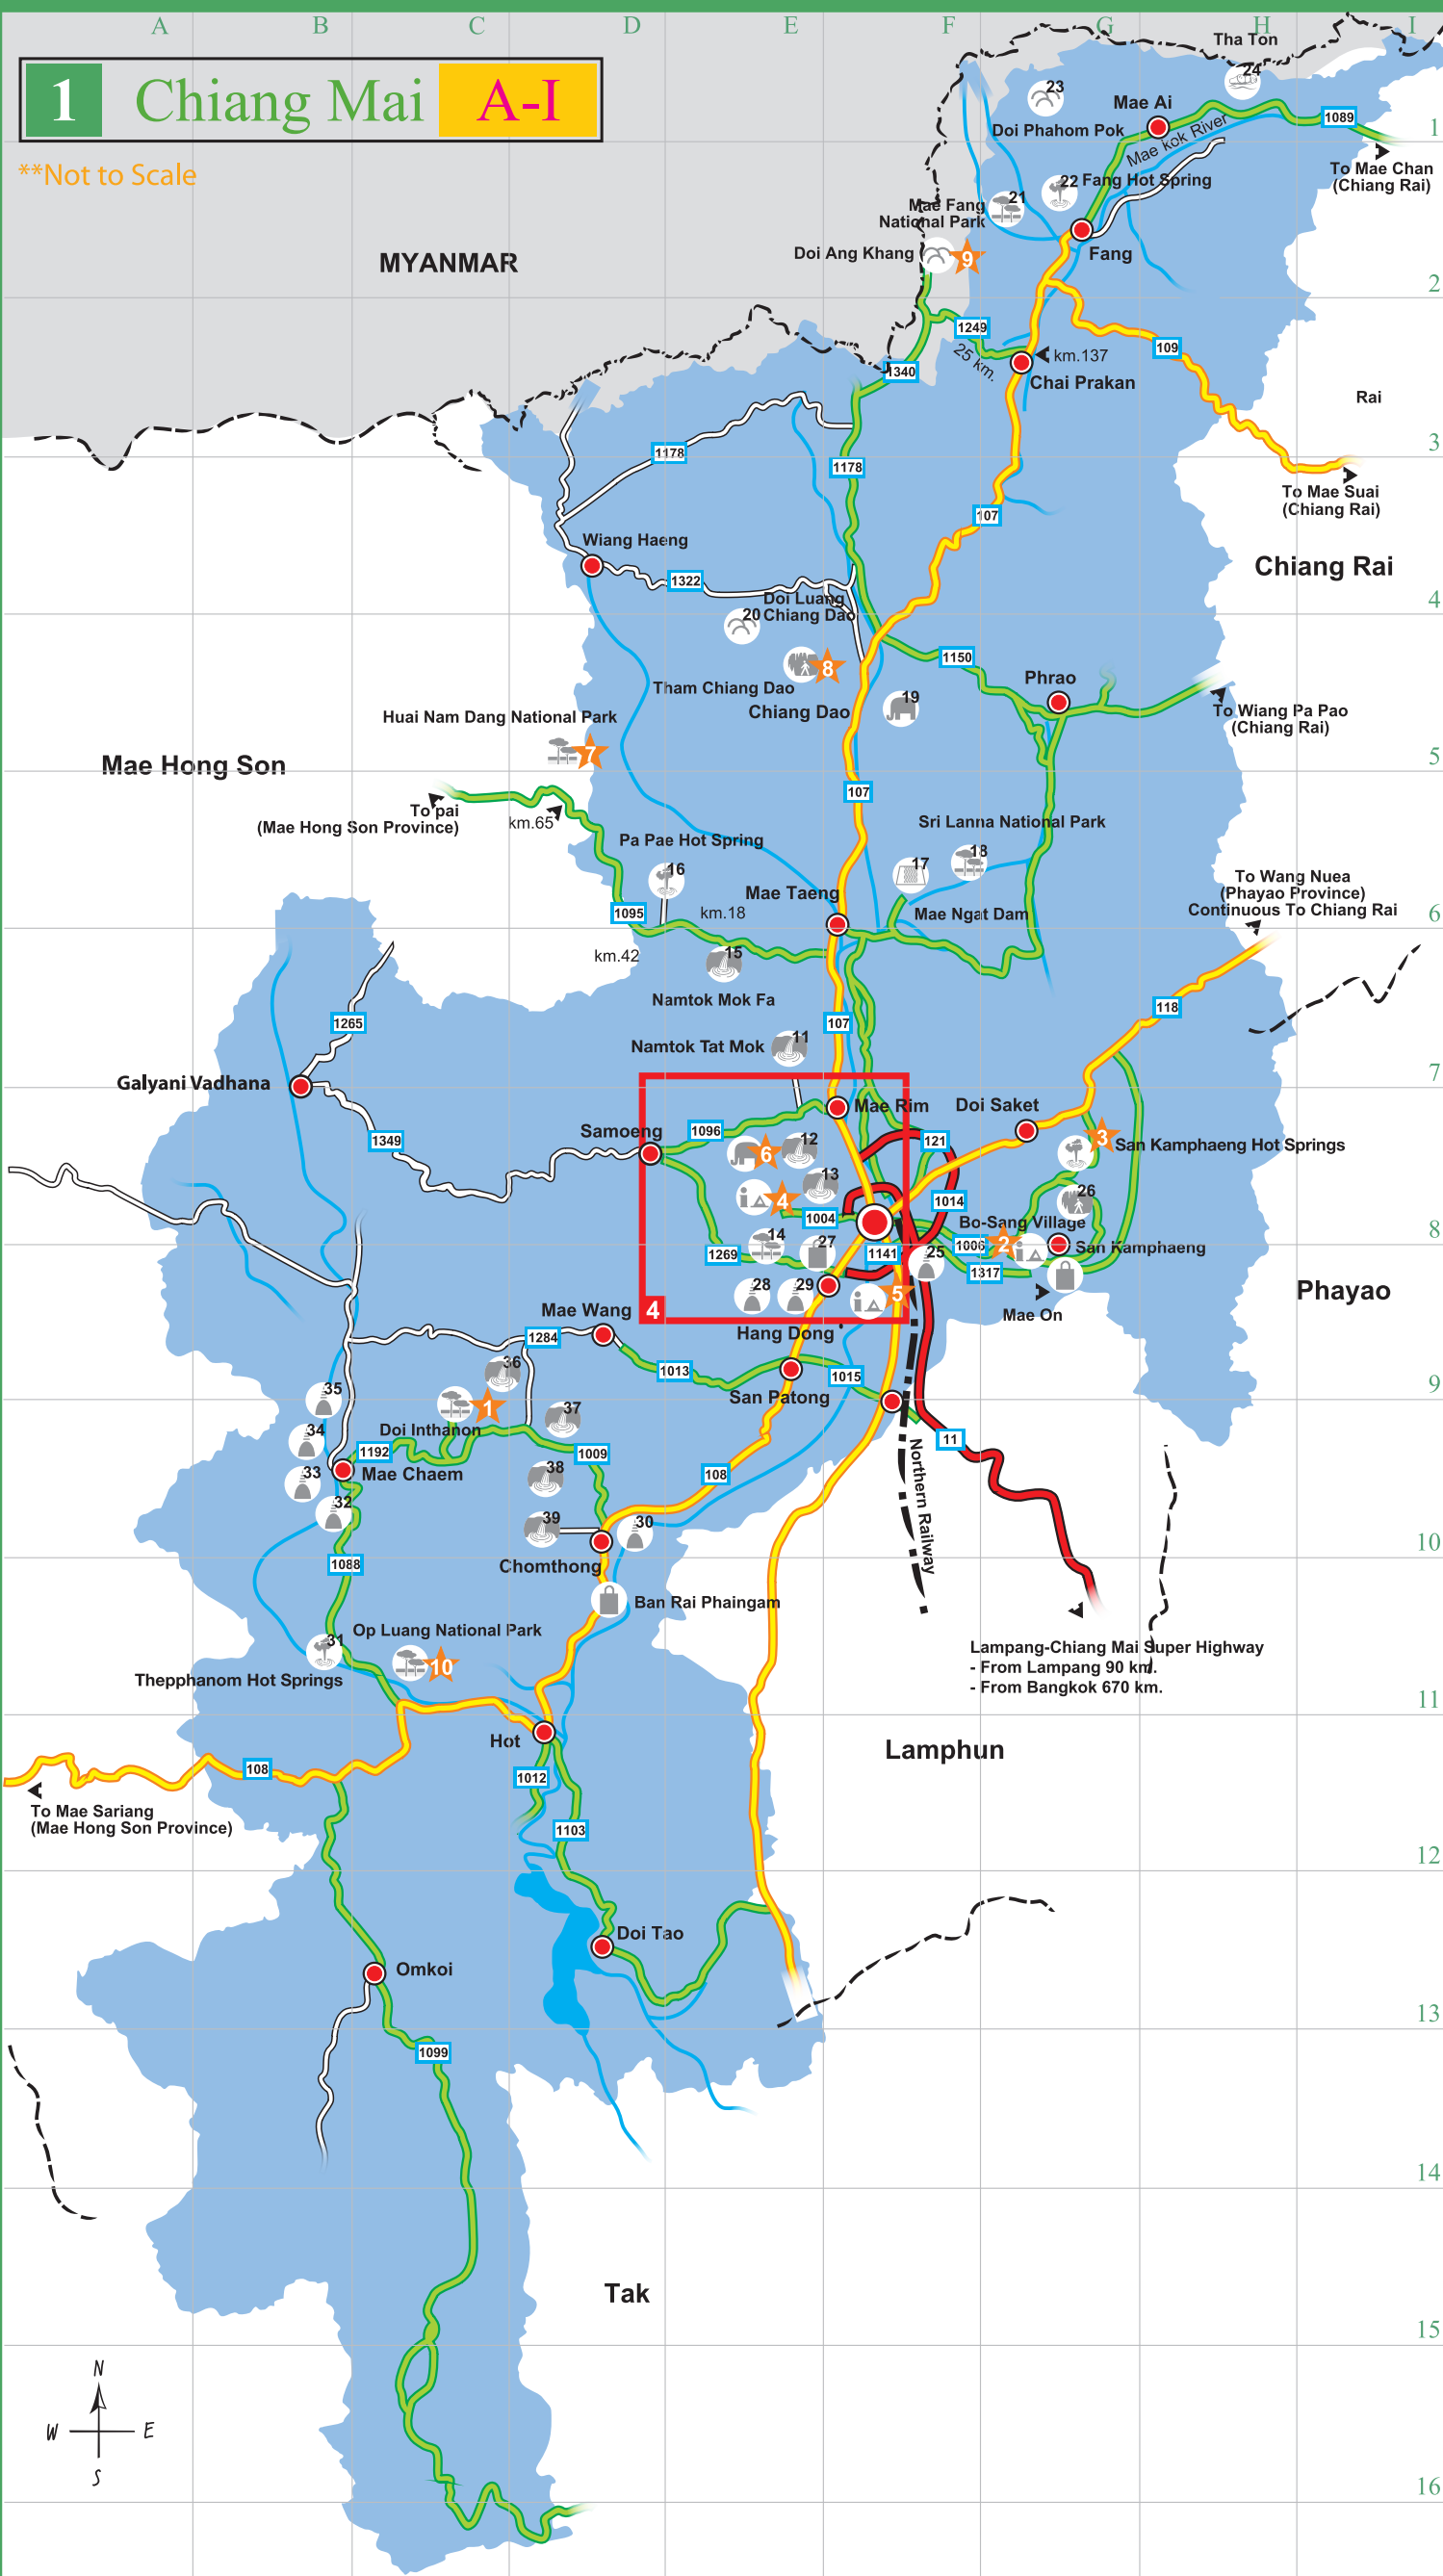 A B C D E F G H I
1 Chiang Mai A-I
**Not to Scale
Tha Ton
24
23
Mae Ai
1089
1
Doi Phahom Pok
Mae kok River
To Mae Chan
(Chiang Rai)
22 Fang Hot Spring
21
Mae Fang
National Park
Doi Ang Khang
9
Fang
MYANMAR
2
1249
25 km.
km.137
109
1340
Chai Prakan
Rai
3
1178
1178
To Mae Suai
(Chiang Rai)
107
Wiang Haeng
Chiang Rai
1322
4
Doi Luang
Chiang Dao
20
8
1150
Tham Chiang Dao
Phrao
Chiang Dao
19
To Wiang Pa Pao
(Chiang Rai)
Huai Nam Dang National Park
7
Mae Hong Son
5
107
To pai
(Mae Hong Son Province)
km.65
Sri Lanna National Park
Pa Pae Hot Spring
16
17
18
To Wang Nuea
(Phayao Province)
Continuous To Chiang Rai
Mae Taeng
1095
km.18
Mae Ngat Dam
6
km.42
15
Namtok Mok Fa
118
1265
107
Namtok Tat Mok
11
7
Galyani Vadhana
Mae Rim
Doi Saket
1349
Samoeng
1096
121
3
San Kamphaeng Hot Springs
6
12
13
4
1014
26
1004
Bo-Sang Village
8
14
27
1269
1141
25
1006
2
San Kamphaeng
1317
28
29
5
Mae On
Phayao
4
Mae Wang
Hang Dong
1284
1013
1015
9
San Patong
36
35
1
37
Doi Inthanon
34
1192
1009
11
Northern Railway
33
Mae Chaem
108
38
32
39
30
10
1088
Chomthong
Ban Rai Phaingam
Op Luang National Park
31
10
Thepphanom Hot Springs
Lampang-Chiang Mai Super Highway
- From Lampang 90 km.
- From Bangkok 670 km.
11
Hot
Lamphun
108
1012
To Mae Sariang
(Mae Hong Son Province)
1103
12
Doi Tao
Omkoi
13
1099
14
Tak
15
N
W E
S
16